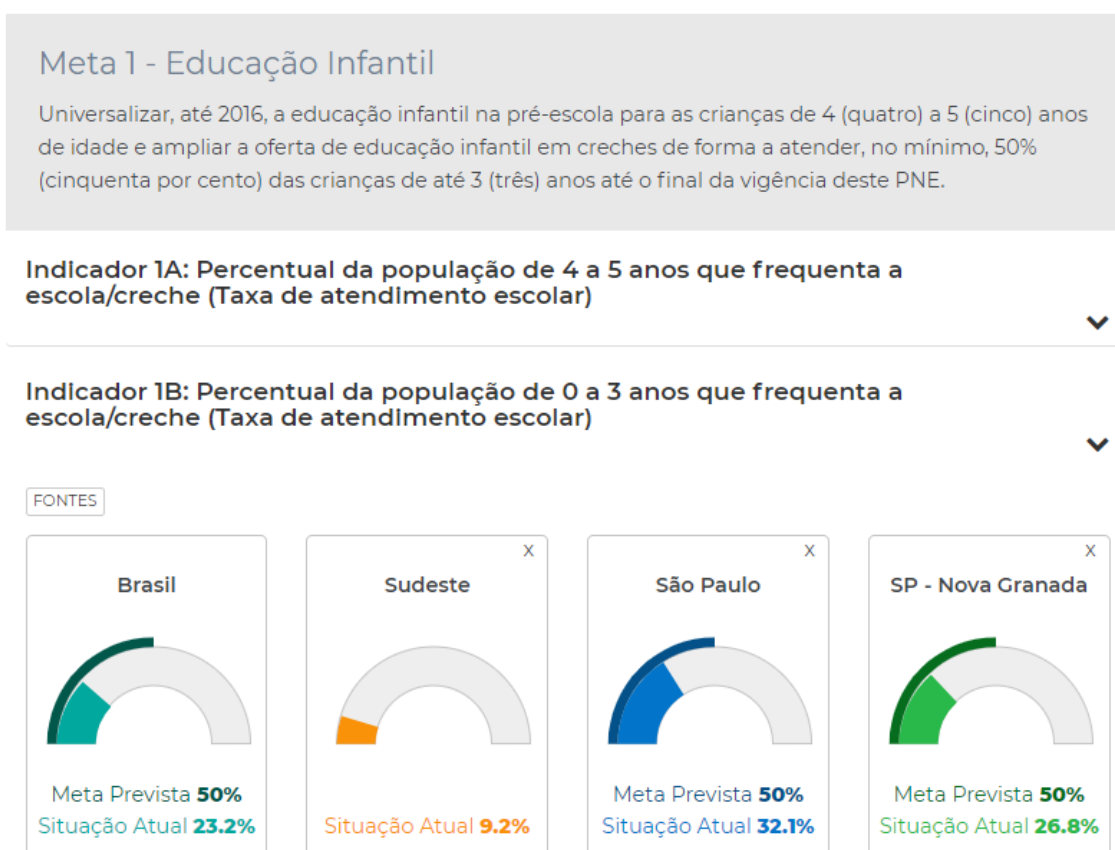 Meta 1 - Educação Infantil
Universalizar, até 2016, a educação infantil na pré-escola para as crianças de 4 (quatro) a 5 (cinco) anos
de idade e ampliar a oferta de educação infantil em creches de forma a atender, no mínimo, 50%
(cinquenta por cento) das crianças de até 3 (três) anos até o final da vigência deste PNE.
Indicador 1A: Percentual da população de 4 a 5 anos que frequenta a
escola/creche (Taxa de atendimento escolar)
Indicador 1B: Percentual da população de 0 a 3 anos que frequenta a
escola/creche (Taxa de atendimento escolar)
FONTES
Brasil
Meta Prevista 50%
Situação Atual 23.2%
X
Sudeste
Situação Atual 9.2%
X
São Paulo
Meta Prevista 50%
Situação Atual 32.1%
X
SP - Nova Granada
Meta Prevista 50%
Situação Atual 26.8%